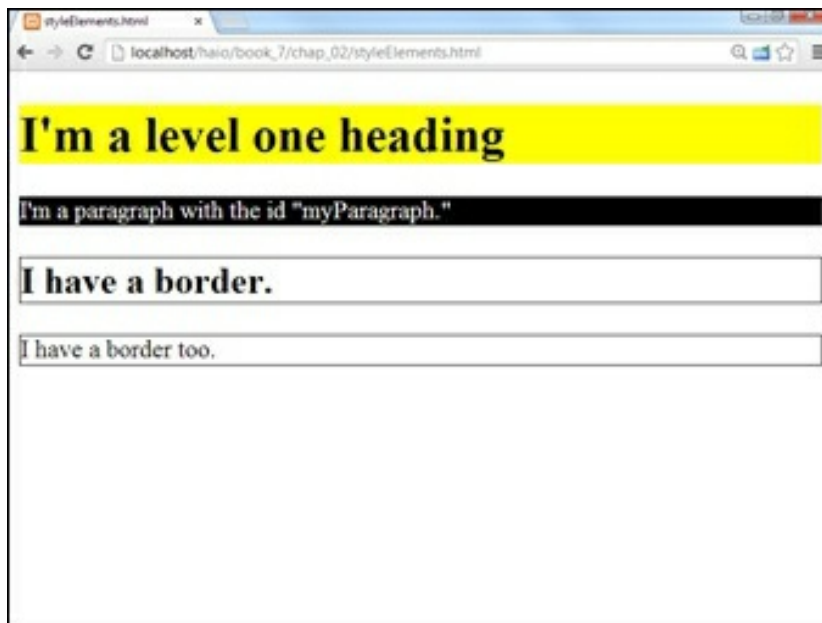 styleElements.html
localhost/haio/book_7/chap_02/styleElements.html
I'm a level one heading
I'm a paragraph with the id "myParagraph."
I have a border.
I have a border too.